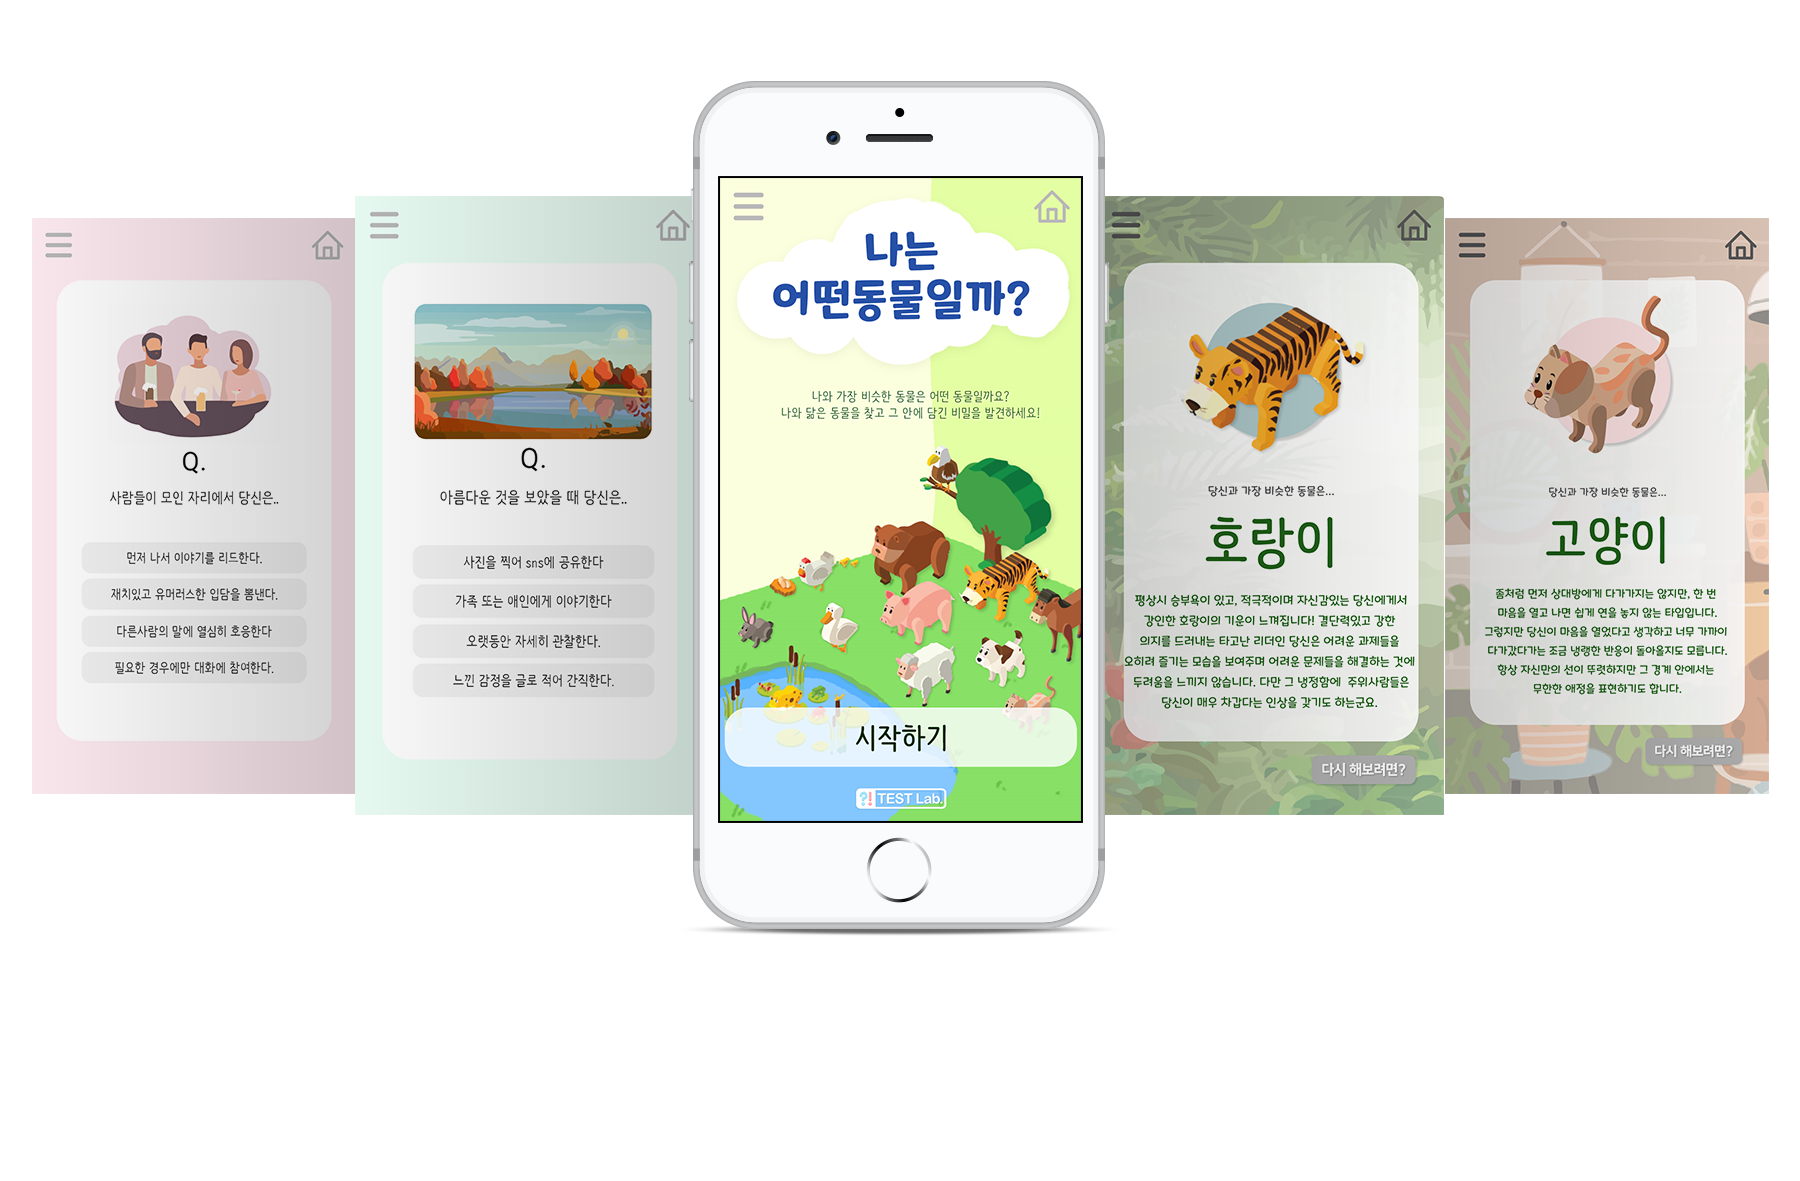 Q.
사람들이 모인 자리에서 당신은..
먼저 나서 이야기를 리드한다.
재치있고 유머러스한 입담을 뽐낸다.
다른사람의 말에 열심히 호응한다
필요한 경우에만 대화에 참여한다.
Q.
아름다운 것을 보았을 때 당신은..
사진을 찍어 sns에 공유한다
가족 또는 애인에게 이야기한다
오랫동안 자세히 관찰한다.
느낀 감정을 글로 적어 간직한다.
나는
어떤동물일까?
나와 가장 비슷한 동물은 어떤 동물일까요?
나와 닮은 동물을 찾고 그 안에 담긴 비밀을 발견하세요!
시작하기
?! TEST Lab.
당신과 가장 비슷한 동물은...
호랑이
평상시 승부욕이 있고, 적극적이며 자신감있는 당신에게서
강인한 호랑이의 기운이 느껴집니다! 결단력있고 강한
의지를 드러내는 타고난 리더인 당신은 어려운 과제들을
오히려 즐기는 모습을 보여주며 어려운 문제들을 해결하는 것에
두려움을 느끼지 않습니다. 다만 그 냉정함에 주위사람들은
당신이 매우 차갑다는 인상을 갖기도 하는군요.
다시 해보려면?
당신과 가장 비슷한 동물은...
고양이
좀처럼 먼저 상대방에게 다가가지는 않지만, 한 번
마음을 열고 나면 쉽게 연을 놓지 않는 타입입니다.
그렇지만 당신이 마음을 열었다고 생각하고 너무 가까이
다가갔다가는 조금 냉랭한 반응이 돌아올지도 모릅니다.
항상 자신만의 선이 뚜렷하지만 그 경계 안에서는
무한한 애정을 표현하기도 합니다.
다시 해보려면?